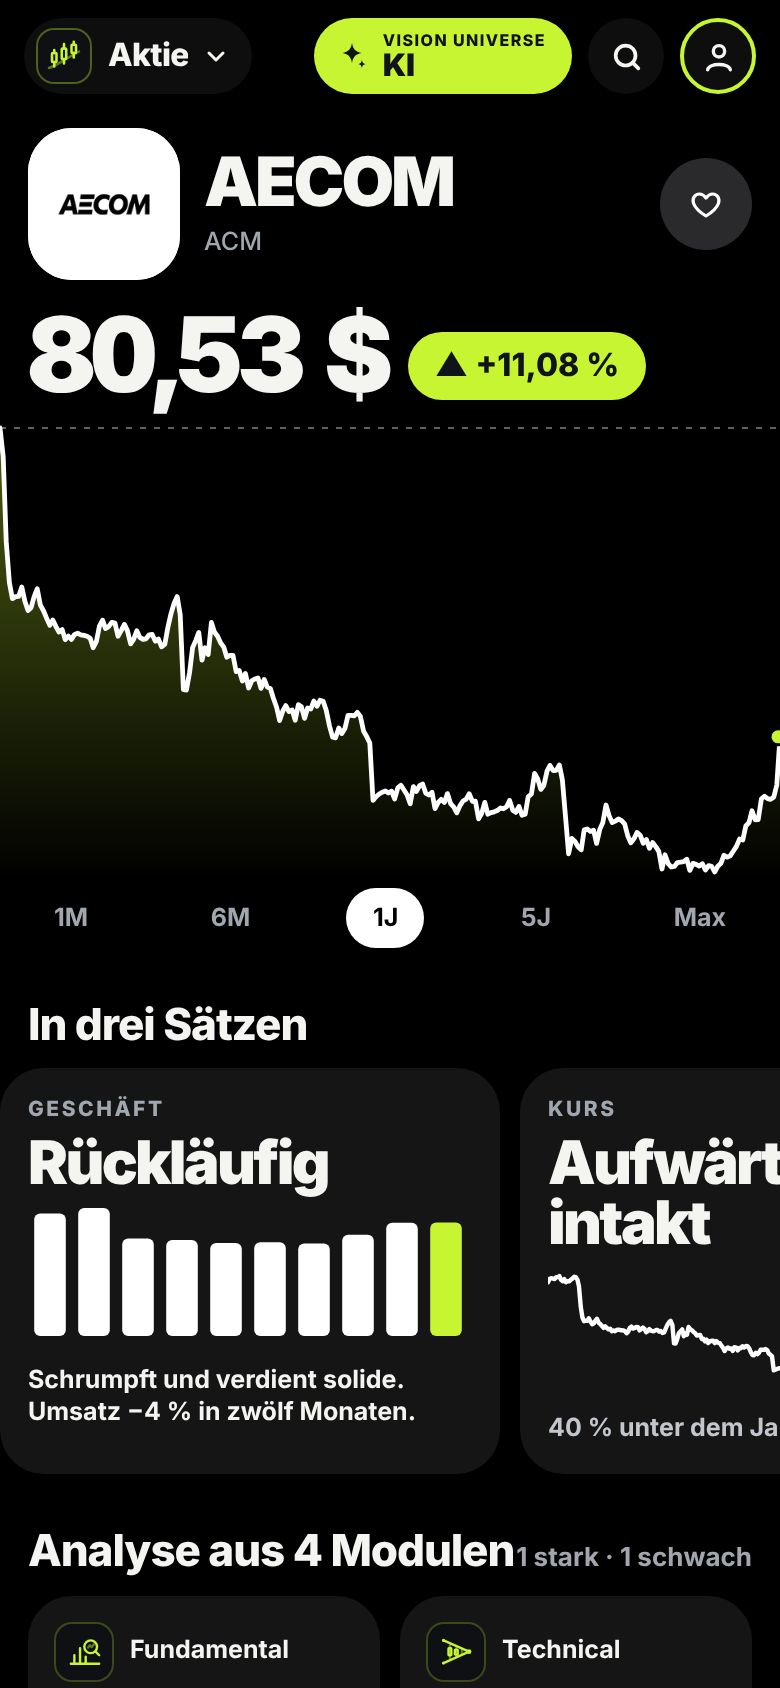 Aktie
VISION UNIVERSE
KI
AECOM
AECOM
ACM
80,53 $
▲ +11,08 %
1M
6M
1J
5J
Max
In drei Sätzen
GESCHÄFT
Rückläufig
Schrumpft und verdient solide.
Umsatz −4 % in zwölf Monaten.
KURS
Aufwärt
intakt
40 % unter dem Ja
Analyse aus 4 Modulen
1 stark · 1 schwach
Fundamental
Technical